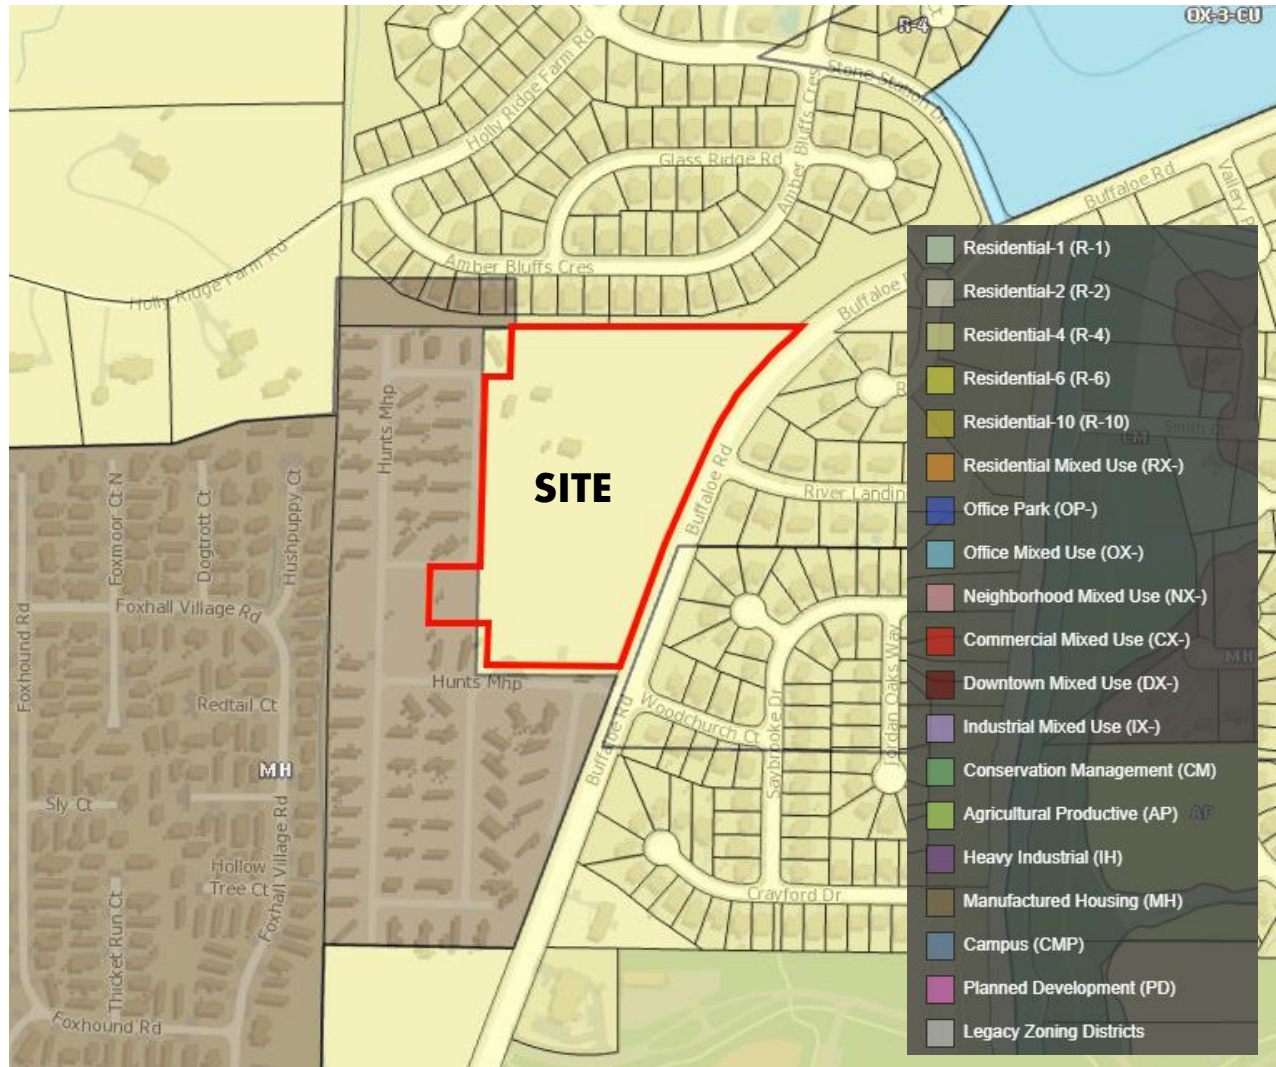 OX-3-CU
R-4
Holly Ridge Farm Rd
Stone Station Dr
Amber Bluffs Cres
Glass Ridge Rd
Buffaloe Rd
Amber Bluffs Cres
Holly Ridge Farm Rd
Amber Bluffs Cres
Buffaloe
Hunts Mhp
SITE
Buffaloe Rd
River Landin
Foxmoor Ct N
Dogtrott Ct
Hushpuppy Ct
Foxhall Village Rd
Foxhound Rd
Hunts Mhp
Redtail Ct
Woodchurch Ct
Saybrooke Dr
Jordan Oaks Way
Buffaloe Rd
MH
Sly Ct
Hollow
Tree Ct
Foxhall Village Rd
Thicket Run Ct
Crayford Dr
Foxhound Rd
Residential-1 (R-1)
Residential-2 (R-2)
Residential-4 (R-4)
Residential-6 (R-6)
Residential-10 (R-10)
Residential Mixed Use (RX-)
Office Park (OP-)
Office Mixed Use (OX-)
Neighborhood Mixed Use (NX-)
Commercial Mixed Use (CX-)
Downtown Mixed Use (DX-)
Industrial Mixed Use (IX-)
Conservation Management (CM)
Agricultural Productive (AP)
Heavy Industrial (IH)
Manufactured Housing (MH)
Campus (CMP)
Planned Development (PD)
Legacy Zoning Districts
CM
MH
AP